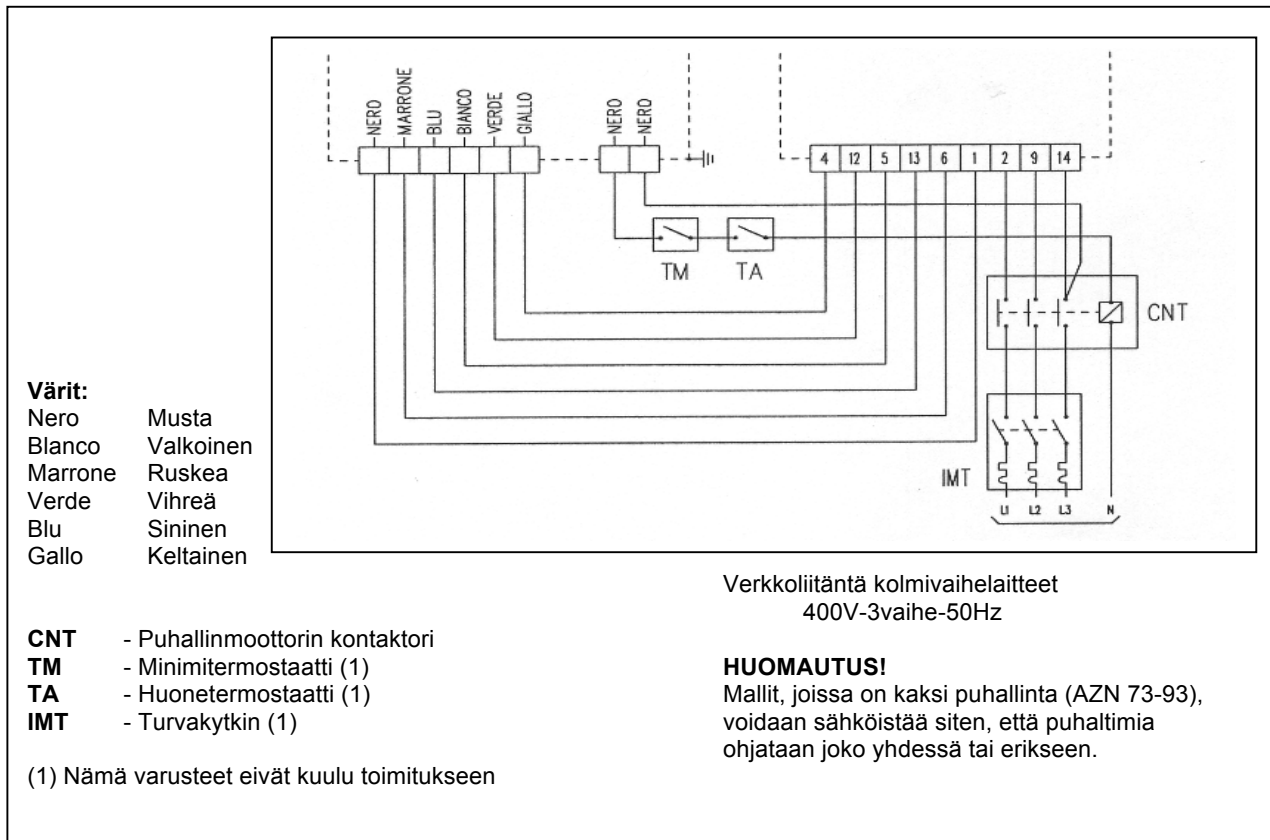 NERO
MARRONE
BLU
BIANCO
VERDE
GIALLO
NERO
NERO
4 12 5 13 6 1 2 9 14
TM TA
CNT
IMT
L1 L2 L3 N
Värit:
Nero Musta
Blanco Valkoinen
Marrone Ruskea
Verde Vihreä
Blu Sininen
Gallo Keltainen
Verkkoliitäntä kolmivaihelaitteet
400V-3vaihe-50Hz
CNT - Puhallinmoottorin kontaktori
TM - Minimitermostaatti (1)
TA - Huonetermostaatti (1)
IMT - Turvakytkin (1)
(1) Nämä varusteet eivät kuulu toimitukseen
HUOMAUTUS!
Mallit, joissa on kaksi puhallinta (AZN 73-93),
voidaan sähköistää siten, että puhaltimia
ohjataan joko yhdessä tai erikseen.